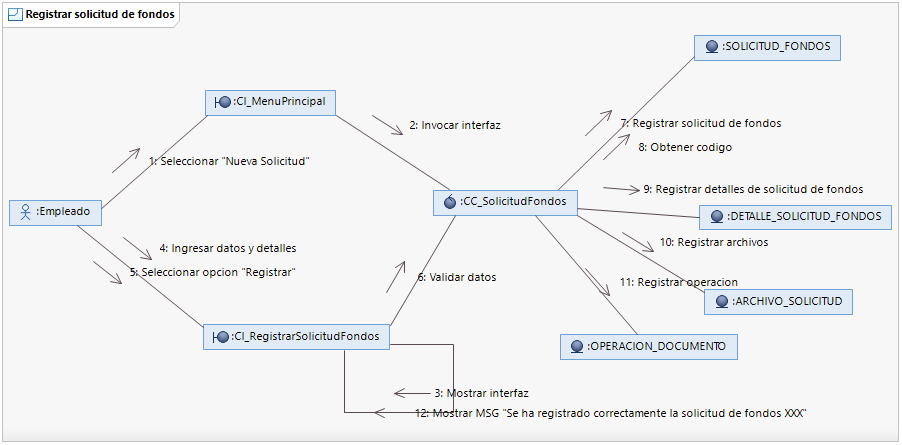 Registrar solicitud de fondos
:SOLICITUD_FONDOS
:CI_MenuPrincipal
2: Invocar interfaz
7: Registrar solicitud de fondos
8: Obtener codigo
1: Seleccionar "Nueva Solicitud"
9: Registrar detalles de solicitud de fondos
:Empleado
:CC_SolicitudFondos
:DETALLE_SOLICITUD_FONDOS
4: Ingresar datos y detalles
10: Registrar archivos
5: Seleccionar opcion "Registrar"
6: Validar datos
11: Registrar operacion
:ARCHIVO_SOLICITUD
:CI_RegistrarSolicitudFondos
:OPERACION_DOCUMENTO
3: Mostrar interfaz
12: Mostrar MSG "Se ha registrado correctamente la solicitud de fondos XXX"